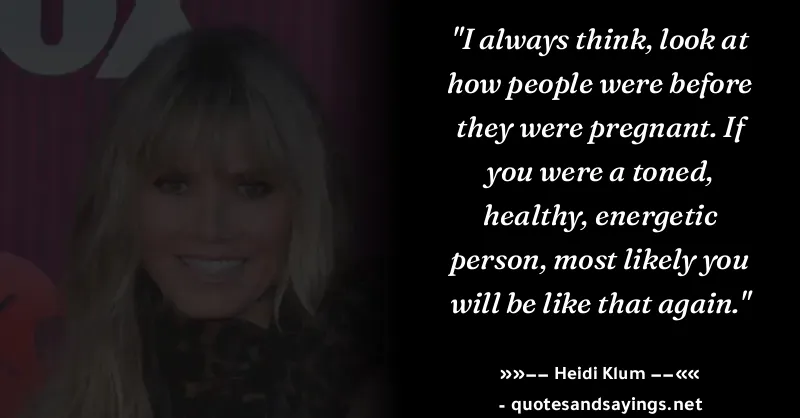 OX
"I always think, look at
how people were before
they were pregnant. If
you were a toned,
healthy, energetic
person, most likely you
will be like that again."
»»−− Heidi Klum −−««
- quotesandsayings.net